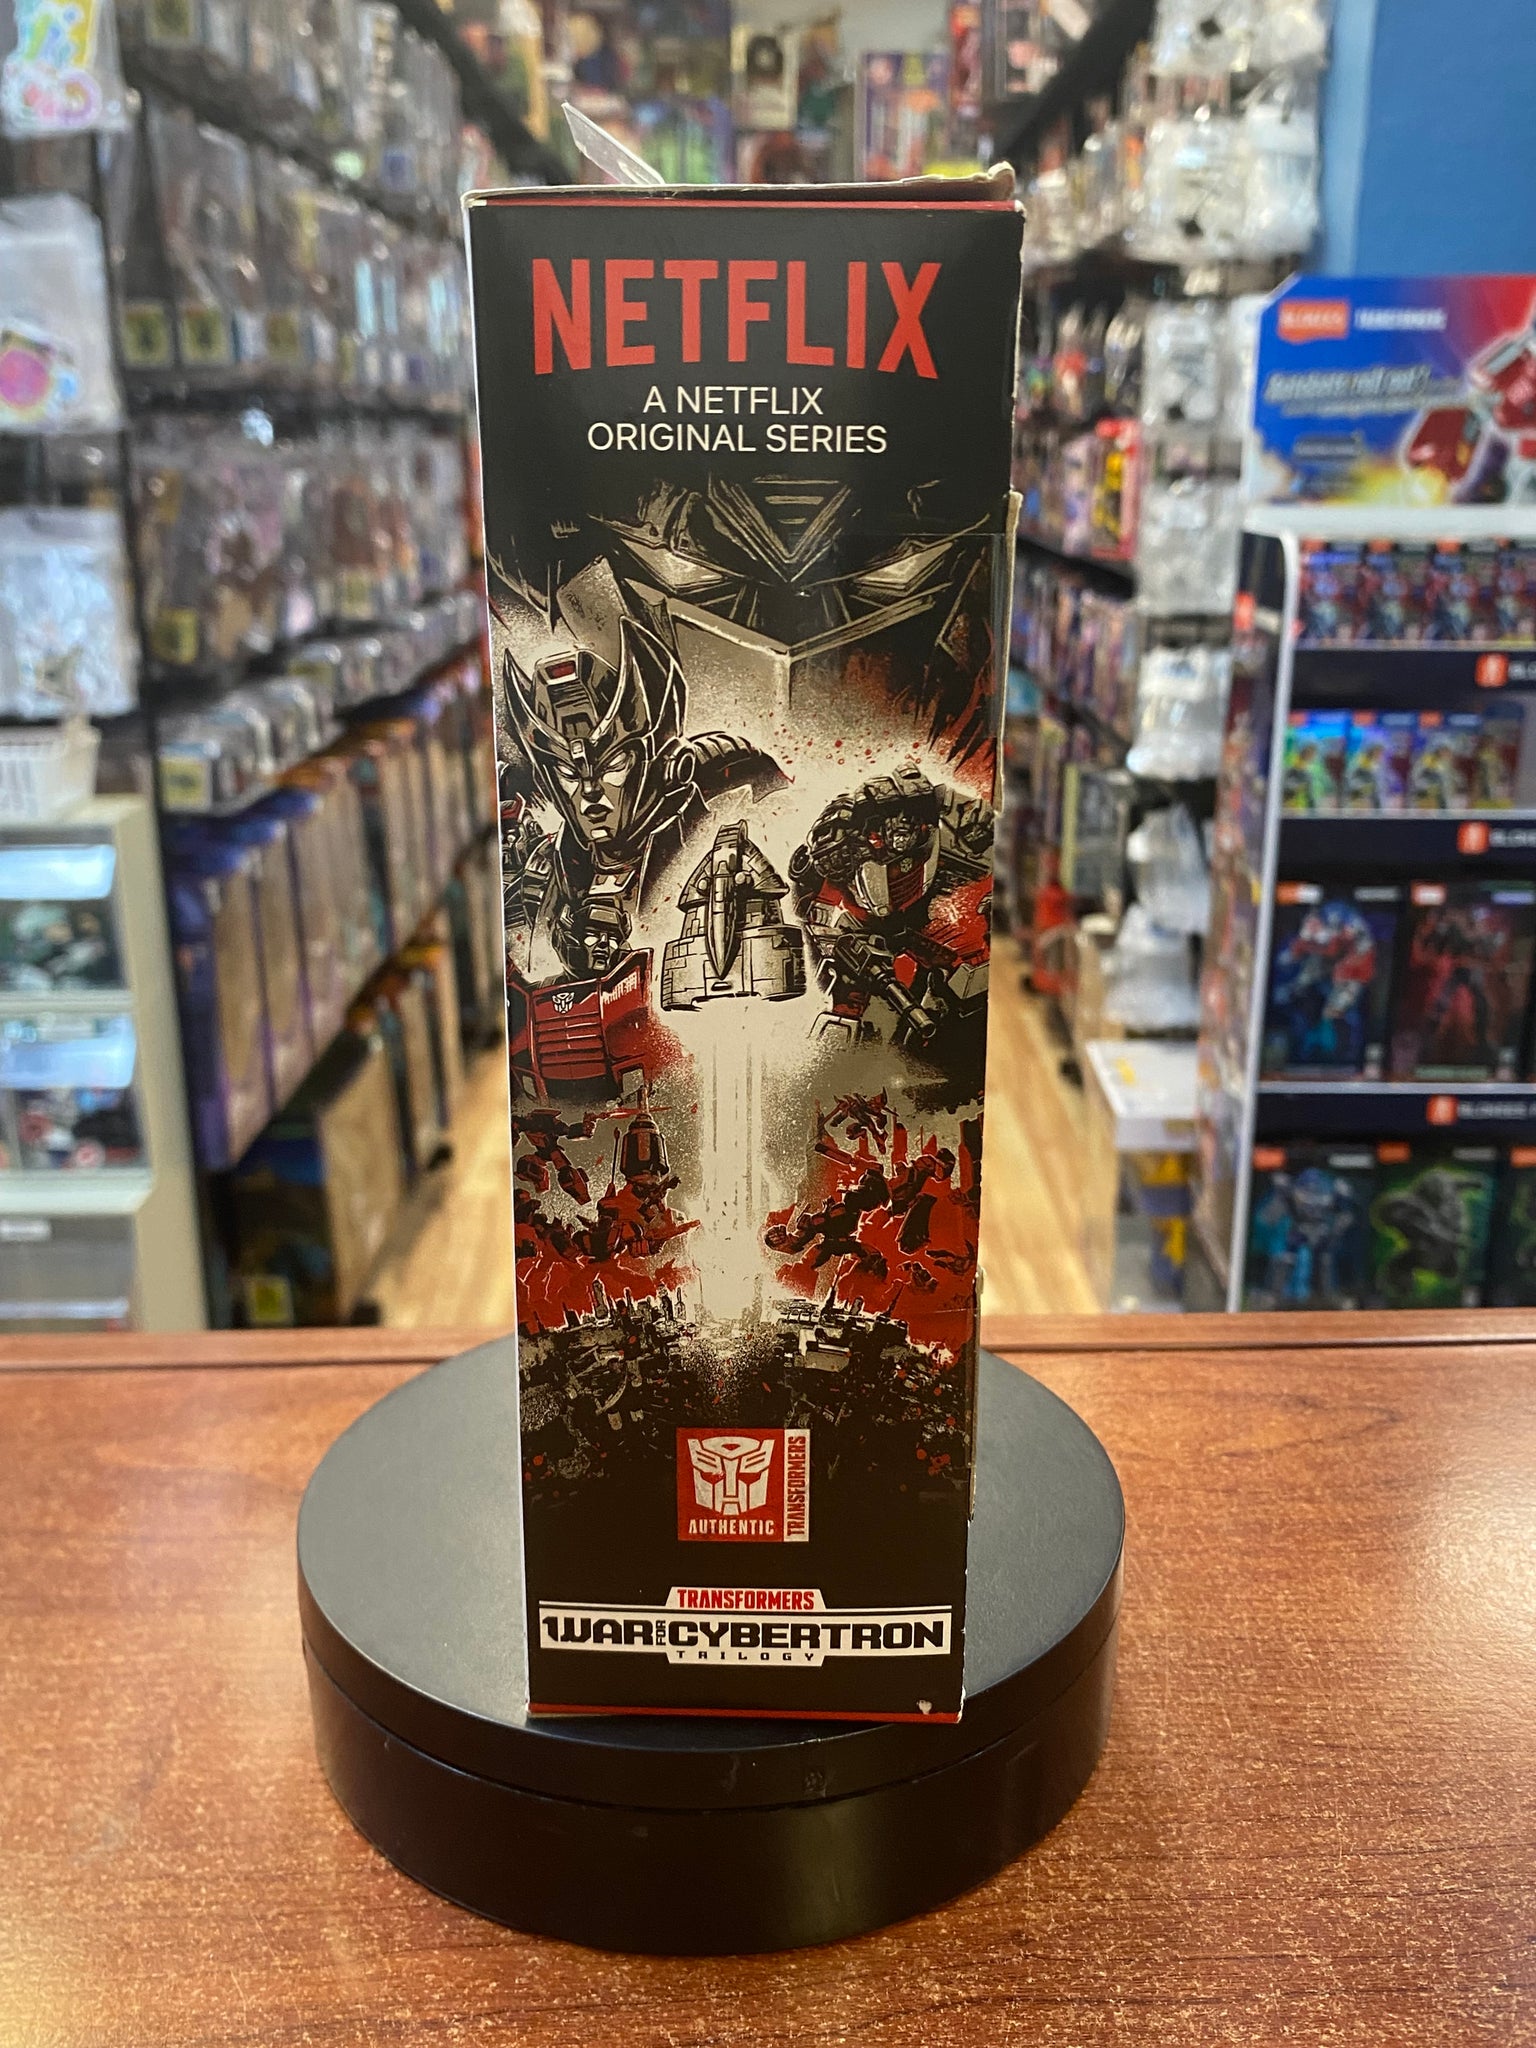 NETFLIX
A NETFLIX
ORIGINAL SERIES
AUTHENTIC
TRANSFORMERS
TRANSFORMERS
WAR FOR CYBERTRON
TRILOGY